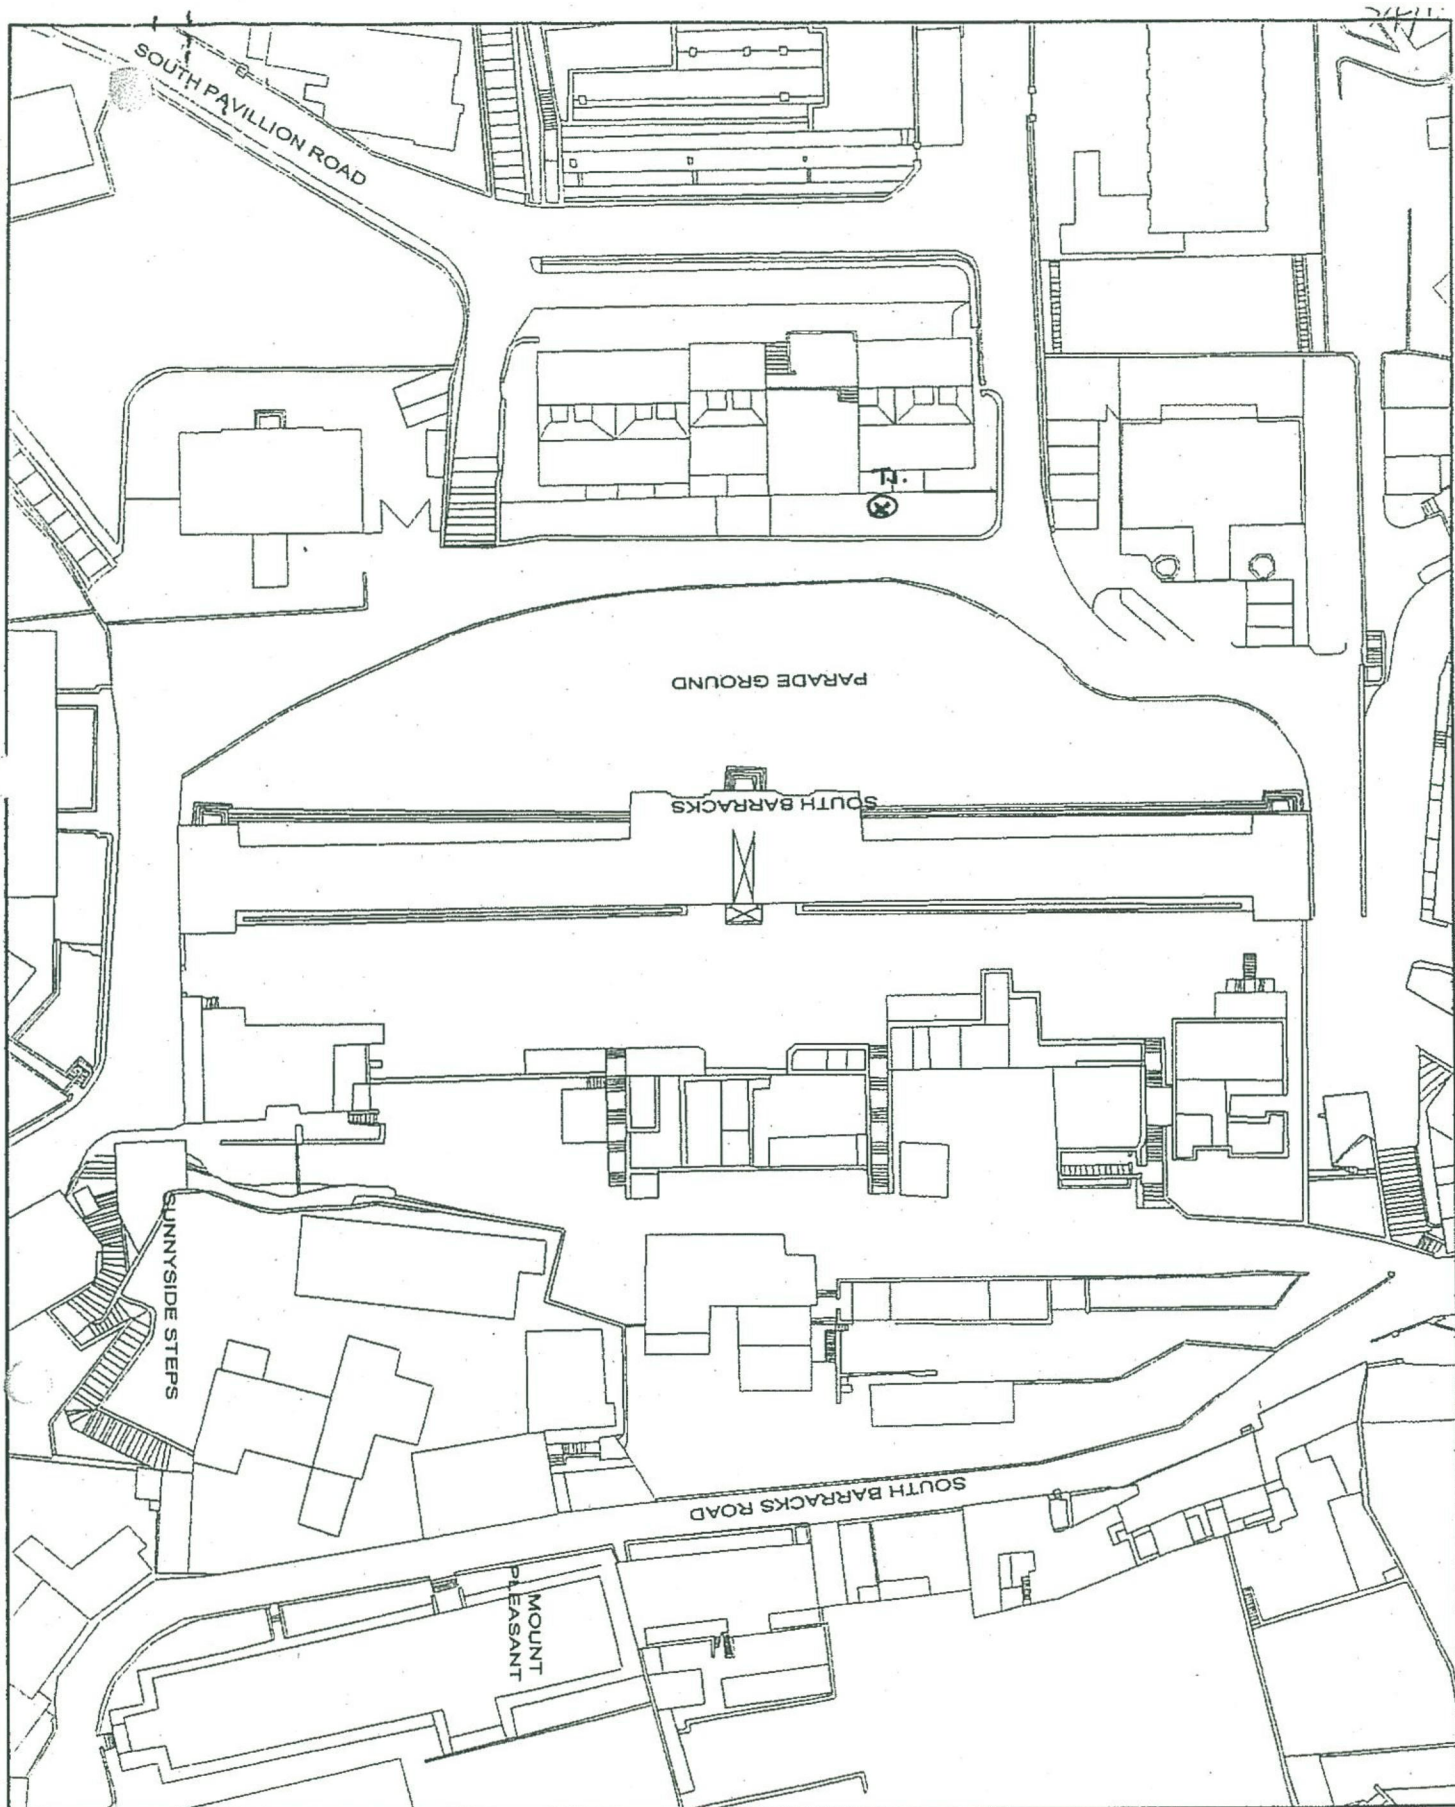 SOUTH PAVILLION ROAD
PARADE GROUND
SOUTH BARRACKS
SUNNYSIDE STEPS
SOUTH BARRACKS ROAD
MOUNT
PLEASANT